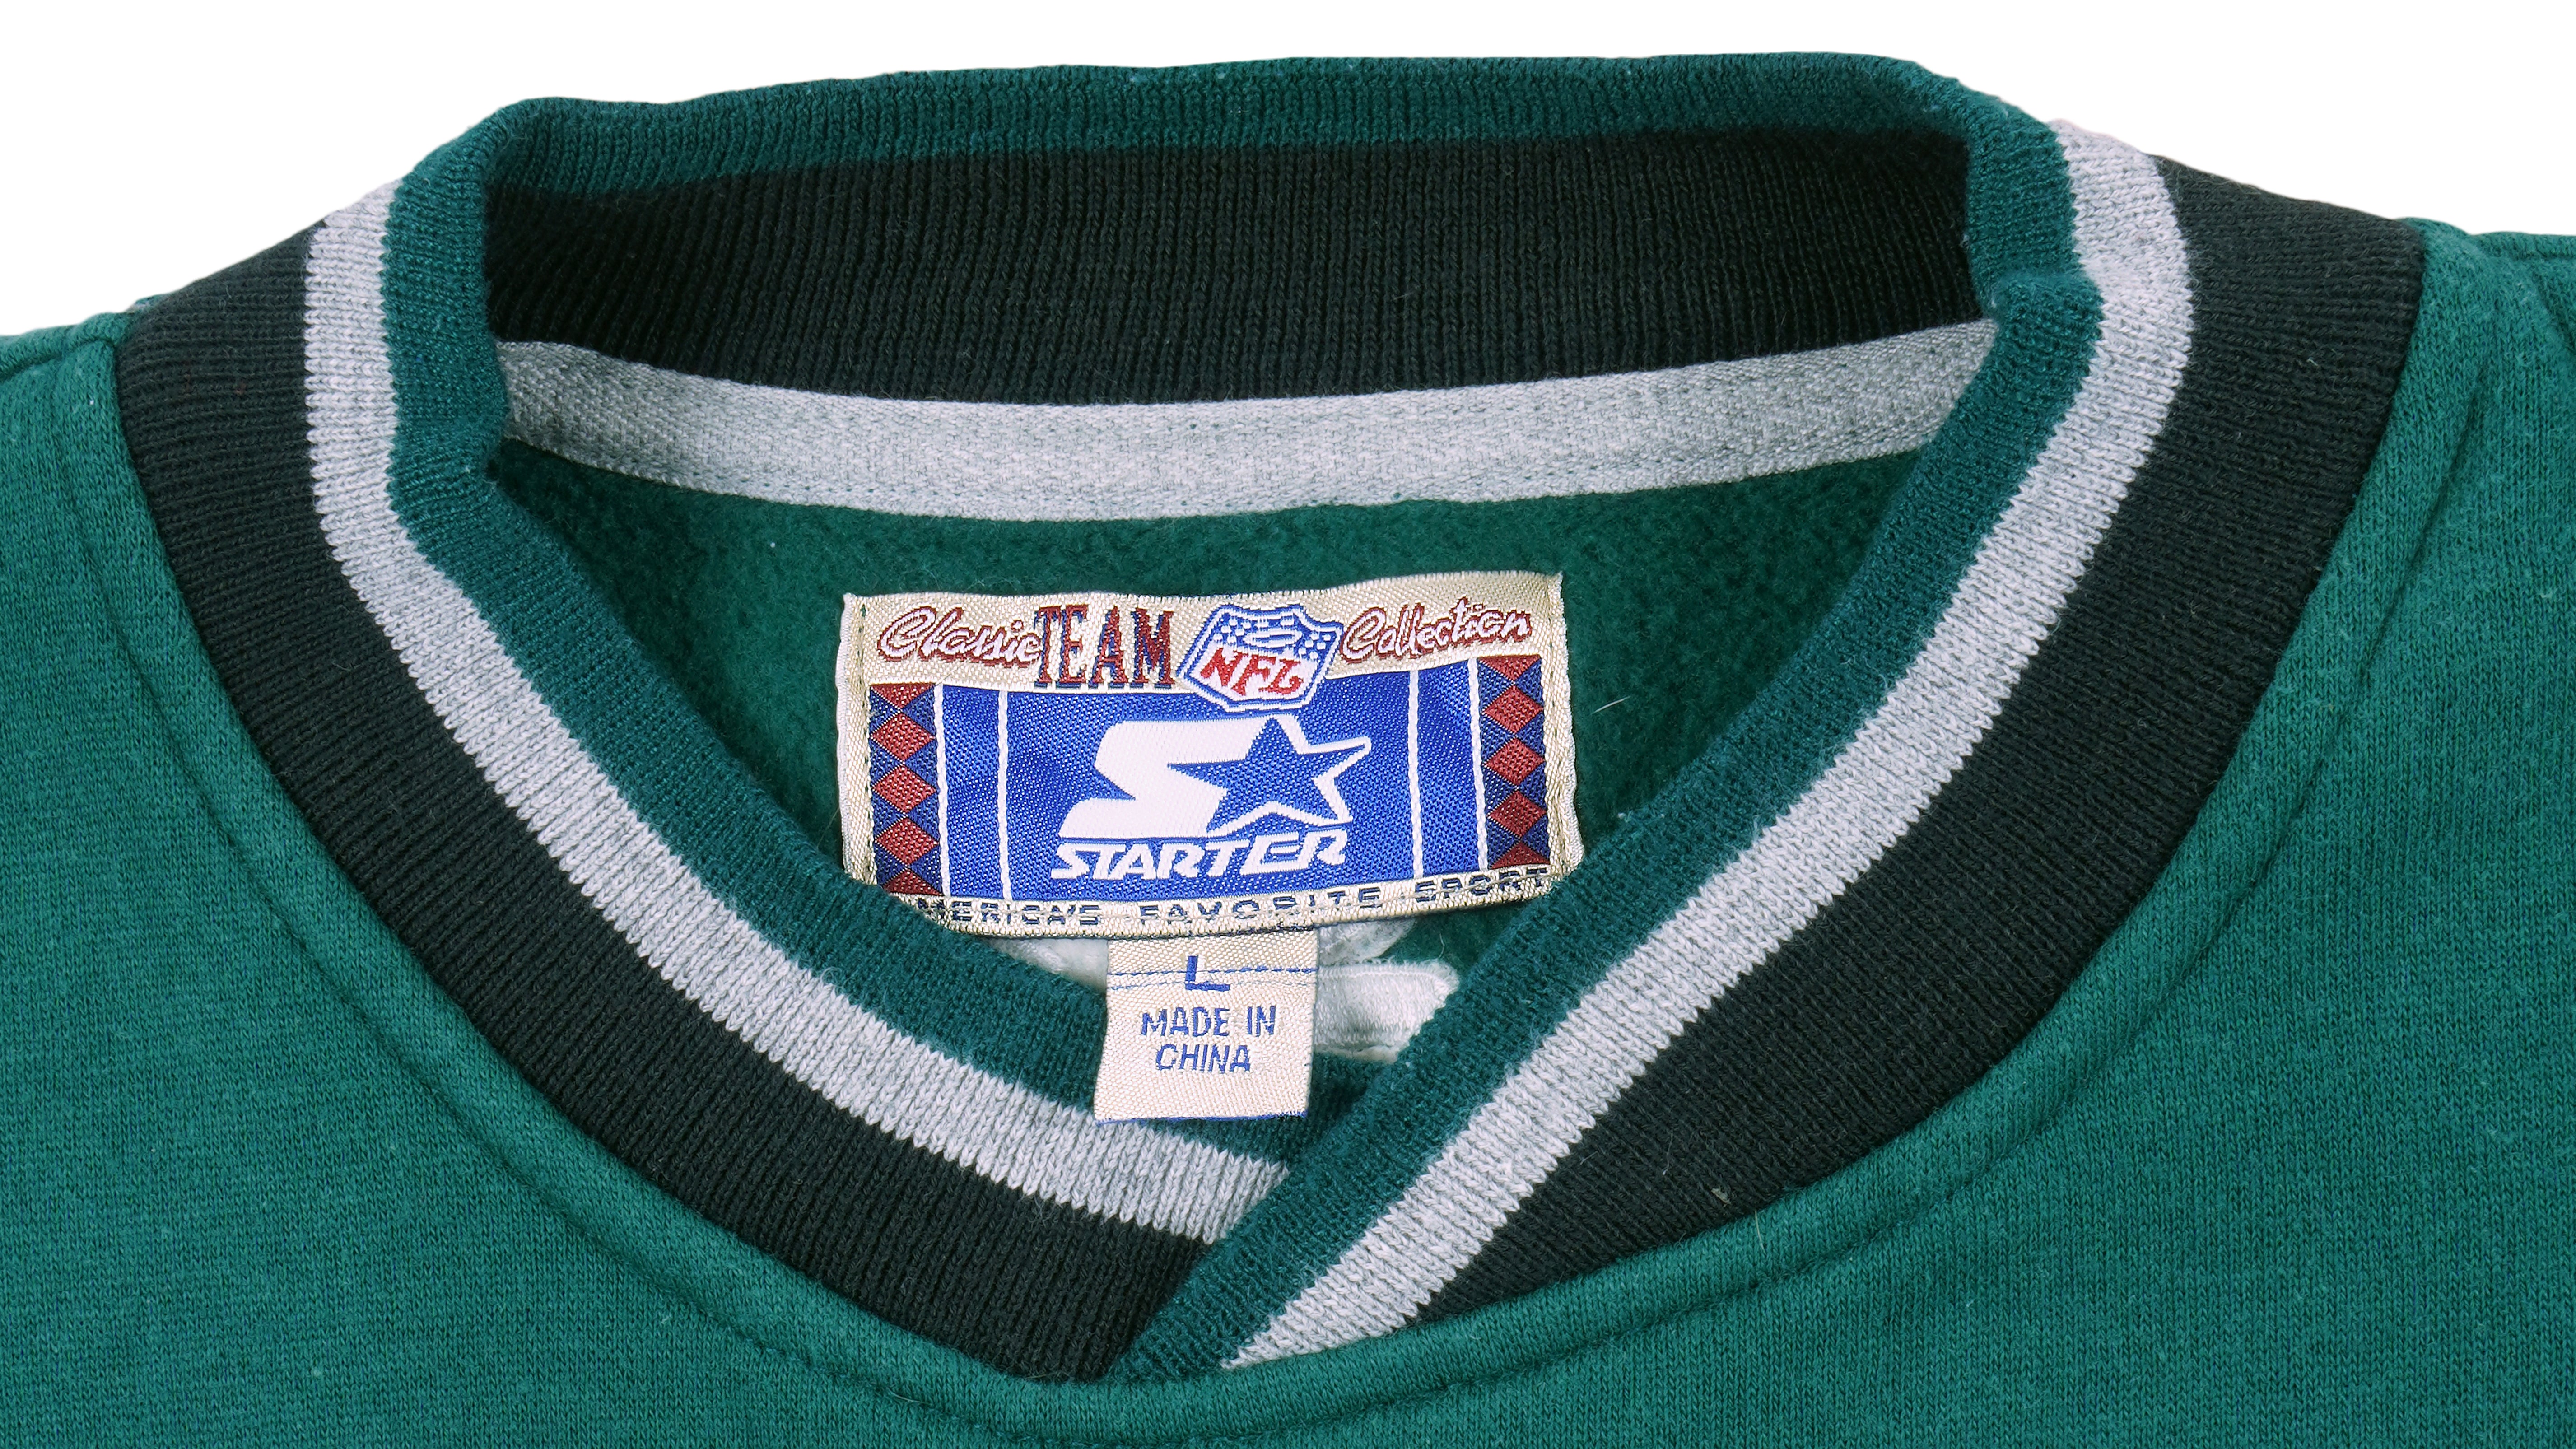 Classic TEAM NFL Collection
STARTER
AMERICA'S FAVORITE SPORT
L
MADE IN
CHINA